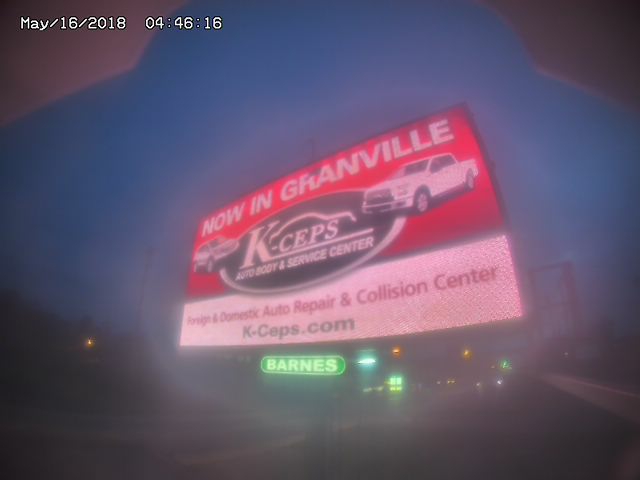 May/16/2018 04:46:16
NOW IN GRANVILLE
K-CEPS
AUTO BODY & SERVICE CENTER
Foreign & Domestic Auto Repair & Collision Center
K-Ceps.com
BARNES